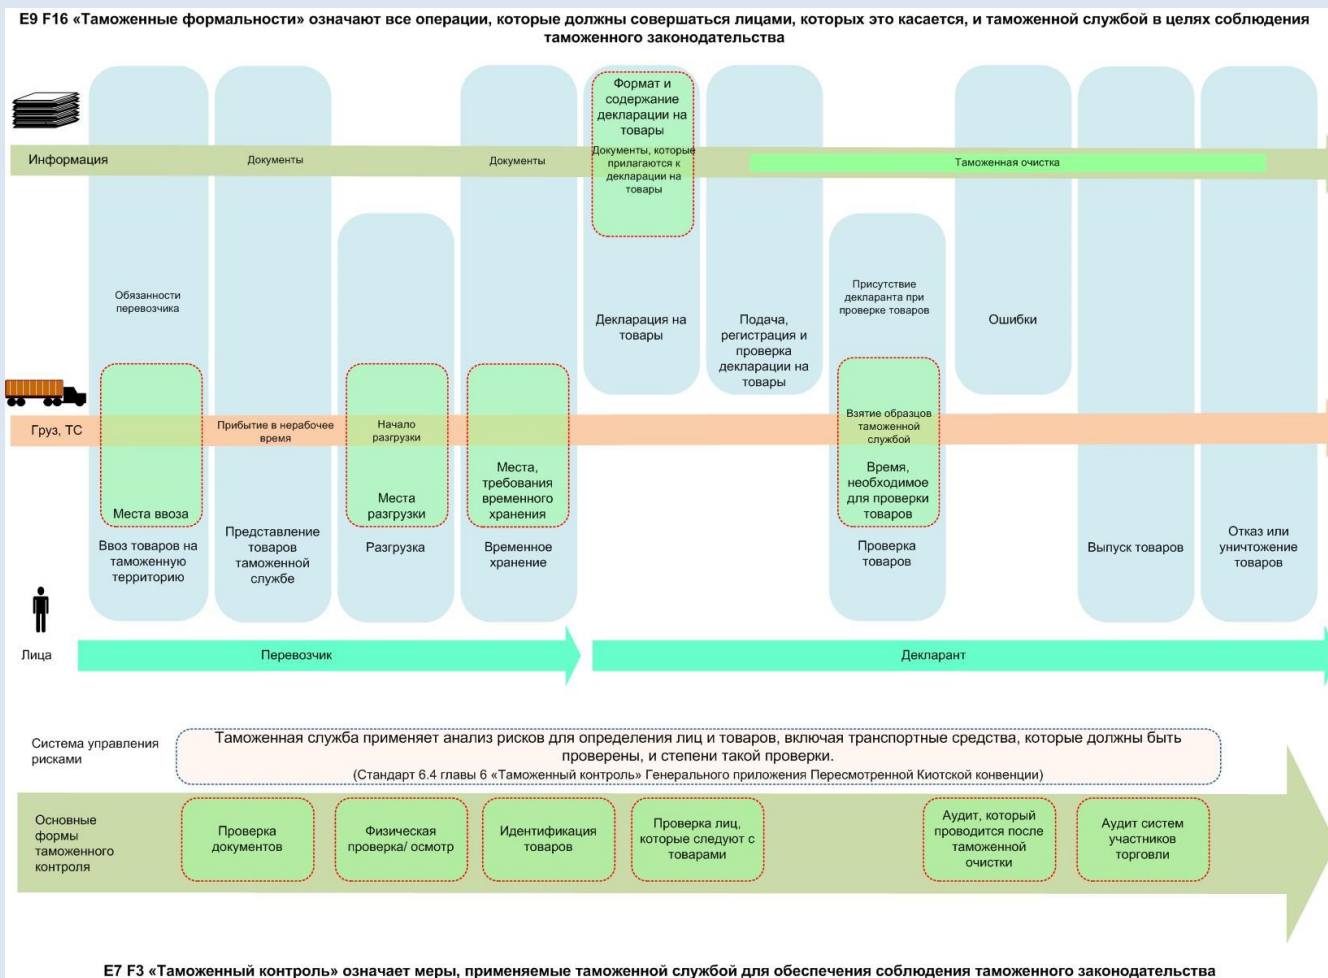 E9 F16 «Таможенные формальности» означают все операции, которые должны совершаться лицами, которых это касается, и таможенной службой в целях соблюдения
таможенного законодательства
Формат и
содержание
декларации на
товары
Информация
Документы
Документы
Документы, которые
прилагаются к
декларации на
товары
Таможенная очистка
Обязанности
перевозчика
Декларация на
товары
Подача,
регистрация и
проверка
декларации на
товары
Присутствие
декларанта при
проверке товаров
Ошибки
Груз, ТС
Прибытие в нерабочее
время
Начало
разгрузки
Взятие образцов
таможенной
службой
Места ввоза
Места
разгрузки
Места,
требования
временного
хранения
Время,
необходимое
для проверки
товаров
Ввоз товаров на
таможенную
территорию
Представление
товаров
таможенной
службе
Разгрузка
Временное
хранение
Проверка
товаров
Выпуск товаров
Отказ или
уничтожение
товаров
Лица
Перевозчик
Декларант
Система управления
рисками
Таможенная служба применяет анализ рисков для определения лиц и товаров, включая транспортные средства, которые должны быть
проверены, и степени такой проверки.
(Стандарт 6.4 главы 6 «Таможенный контроль» Генерального приложения Пересмотренной Киотской конвенции)
Основные
формы
таможенного
контроля
Проверка
документов
Физическая
проверка/ осмотр
Идентификация
товаров
Проверка лиц,
которые следуют с
товарами
Аудит, который
проводится после
таможенной
очистки
Аудит систем
участников
торговли
E7 F3 «Таможенный контроль» означает меры, применяемые таможенной службой для обеспечения соблюдения таможенного законодательства